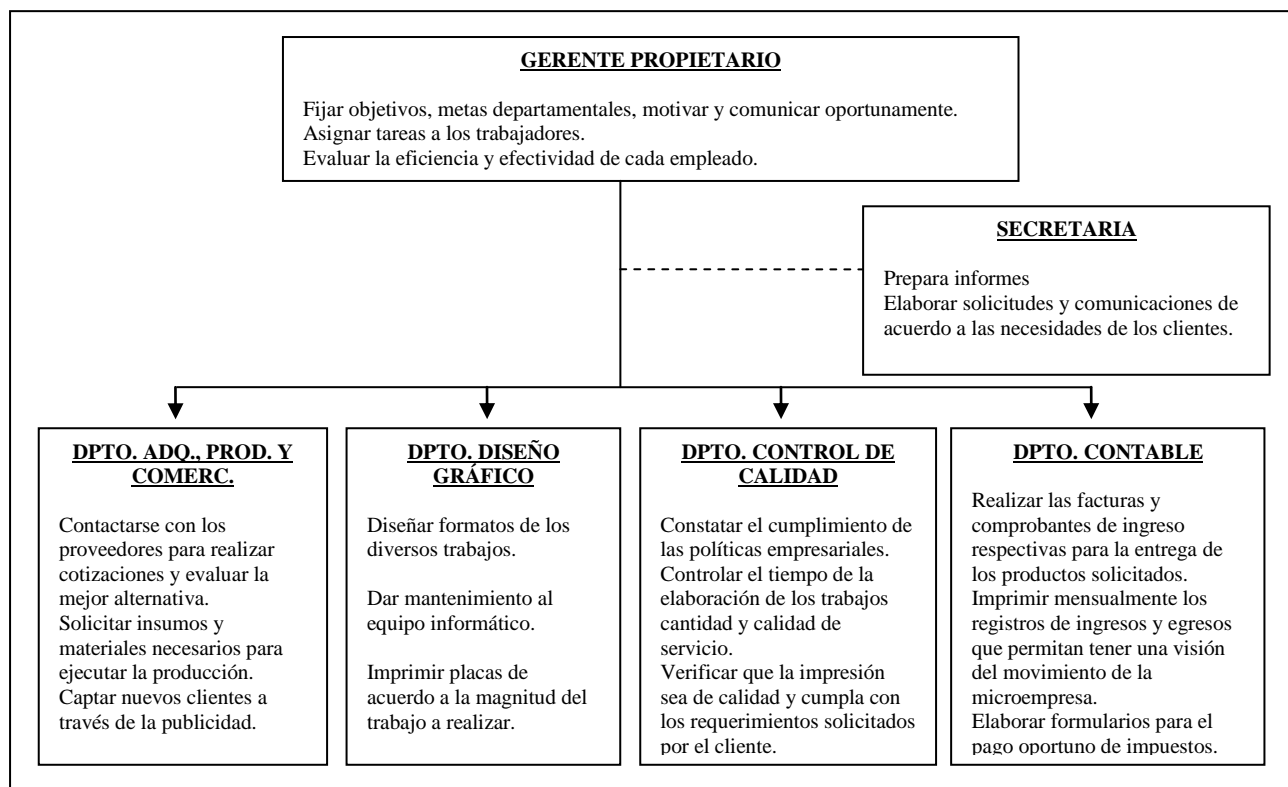 GERENTE PROPIETARIO
Fijar objetivos, metas departamentales, motivar y comunicar oportunamente.
Asignar tareas a los trabajadores.
Evaluar la eficiencia y efectividad de cada empleado.
SECRETARIA
Prepara informes
Elaborar solicitudes y comunicaciones de
acuerdo a las necesidades de los clientes.
DPTO. ADQ., PROD. Y
COMERC.
Contactarse con los
proveedores para realizar
cotizaciones y evaluar la
mejor alternativa.
Solicitar insumos y
materiales necesarios para
ejecutar la producción.
Captar nuevos clientes a
través de la publicidad.
DPTO. DISEÑO
GRÁFICO
Diseñar formatos de los
diversos trabajos.
Dar mantenimiento al
equipo informático.
Imprimir placas de
acuerdo a la magnitud del
trabajo a realizar.
DPTO. CONTROL DE
CALIDAD
Constatar el cumplimiento de
las políticas empresariales.
Controlar el tiempo de la
elaboración de los trabajos
cantidad y calidad de
servicio.
Verificar que la impresión
sea de calidad y cumpla con
los requerimientos solicitados
por el cliente.
DPTO. CONTABLE
Realizar las facturas y
comprobantes de ingreso
respectivas para la entrega de
los productos solicitados.
Imprimir mensualmente los
registros de ingresos y egresos
que permitan tener una visión
del movimiento de la
microempresa.
Elaborar formularios para el
pago oportuno de impuestos.